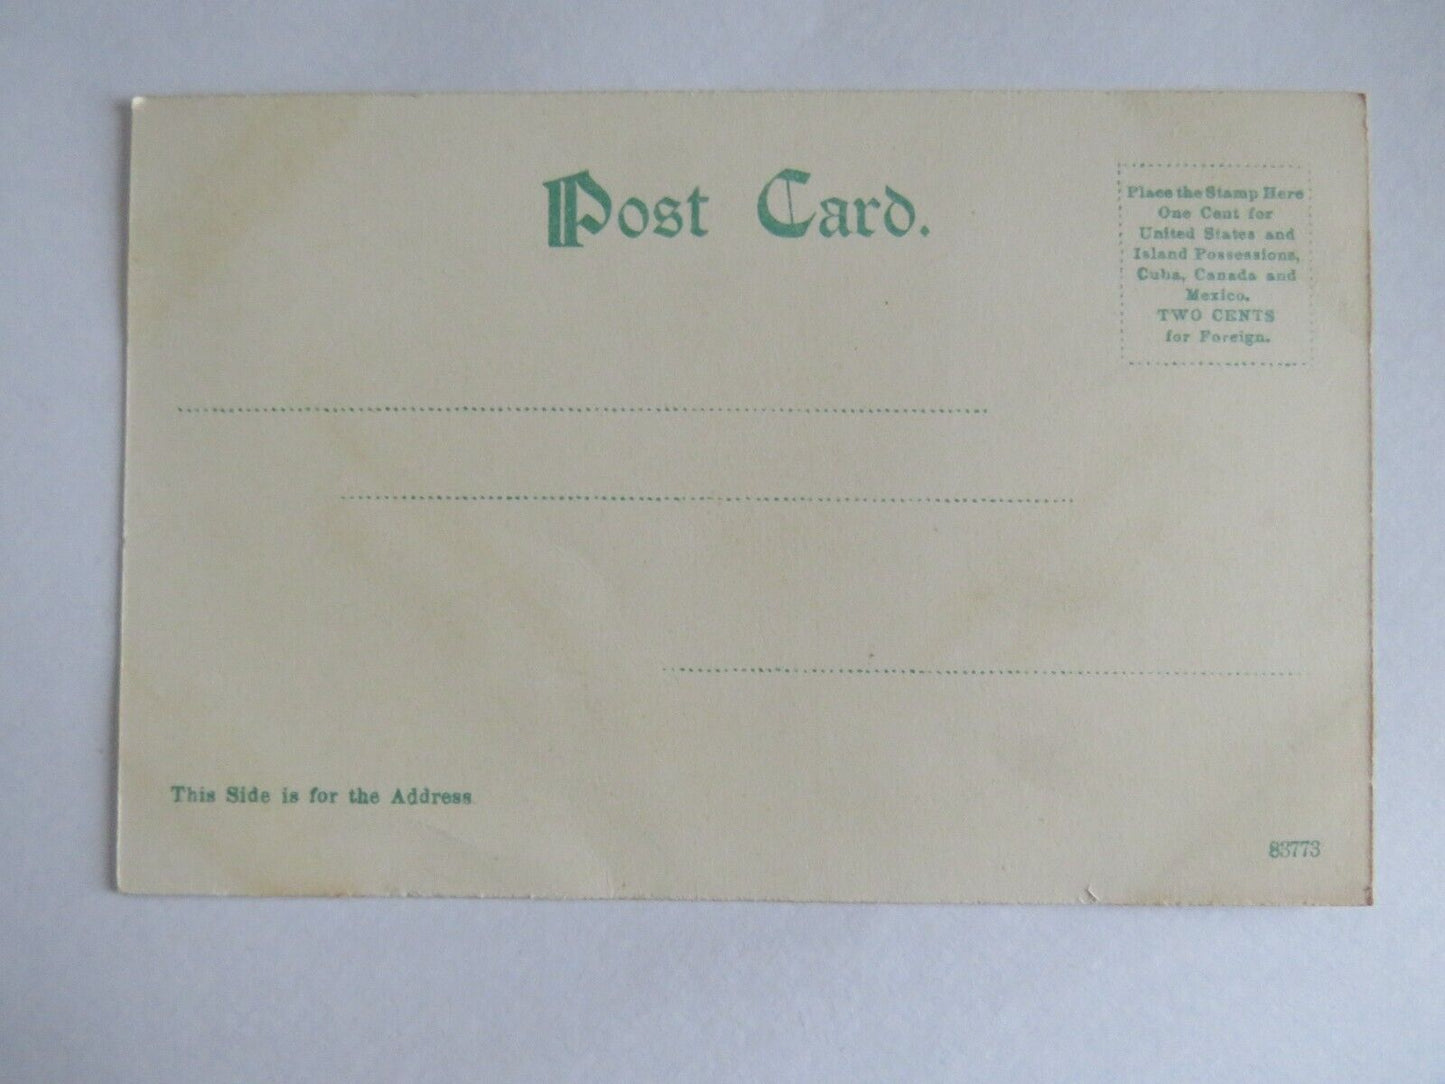 Post Card.
Place the Stamp Here
One Cent for
United States and
Island Possessions,
Cuba, Canada and
Mexico.
TWO CENTS
for Foreign.
This Side is for the Address
83773